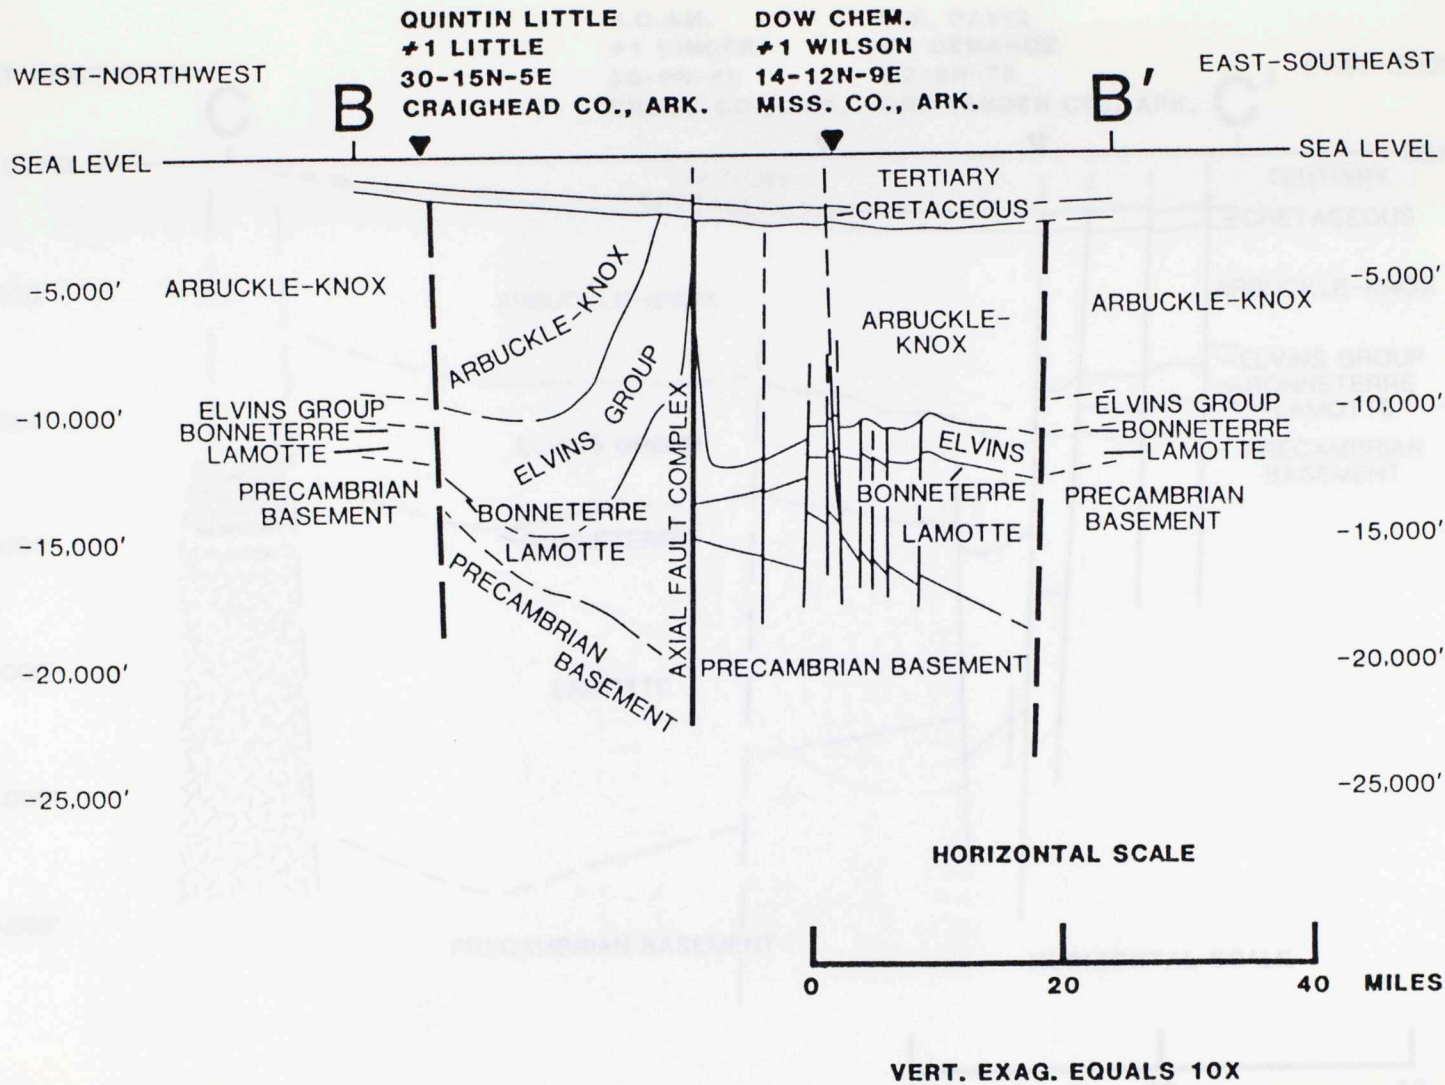 QUINTIN LITTLE
#1 LITTLE
30-15N-5E
CRAIGHEAD CO., ARK.
DOW CHEM.
#1 WILSON
14-12N-9E
MISS. CO., ARK.
WEST-NORTHWEST
EAST-SOUTHEAST
B
B'
SEA LEVEL
SEA LEVEL
TERTIARY
CRETACEOUS
-5,000'
ARBUCKLE-KNOX
ARBUCKLE-KNOX
ARBUCKLE-
KNOX
ARBUCKLE-KNOX
-5,000'
-10,000'
ELVINS GROUP
BONNETERRE
LAMOTTE
PRECAMBRIAN
BASEMENT
ELVINS GROUP
BONNETERRE
LAMOTTE
PRECAMBRIAN
BASEMENT
AXIAL FAULT COMPLEX
ELVINS
BONNETERRE
LAMOTTE
PRECAMBRIAN BASEMENT
ELVINS GROUP
BONNETERRE
LAMOTTE
PRECAMBRIAN
BASEMENT
-10,000'
-15,000'
-15,000'
-20,000'
-20,000'
-25,000'
-25,000'
HORIZONTAL SCALE
0 20 40 MILES
VERT. EXAG. EQUALS 10X